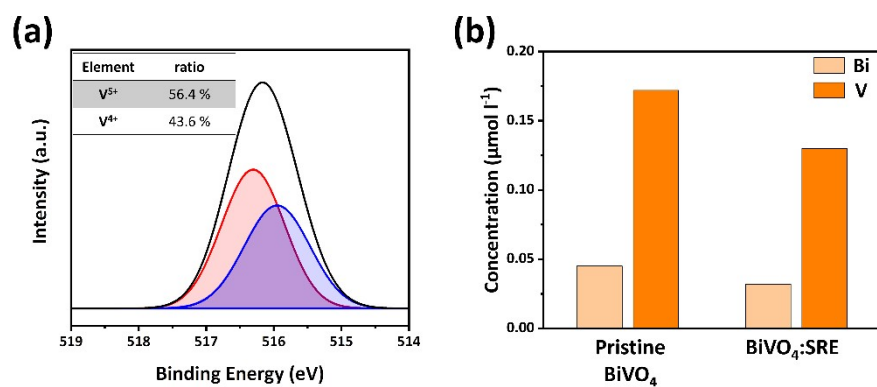 (a)
Element ratio
V⁵⁺ 56.4 %
V⁴⁺ 43.6 %
Intensity (a.u.)
519 518 517 516 515 514
Binding Energy (eV)
(b)
Bi
V
Concentration (μmol l⁻¹)
0.20
0.15
0.10
0.05
0.00
Pristine
BiVO₄
BiVO₄:SRE